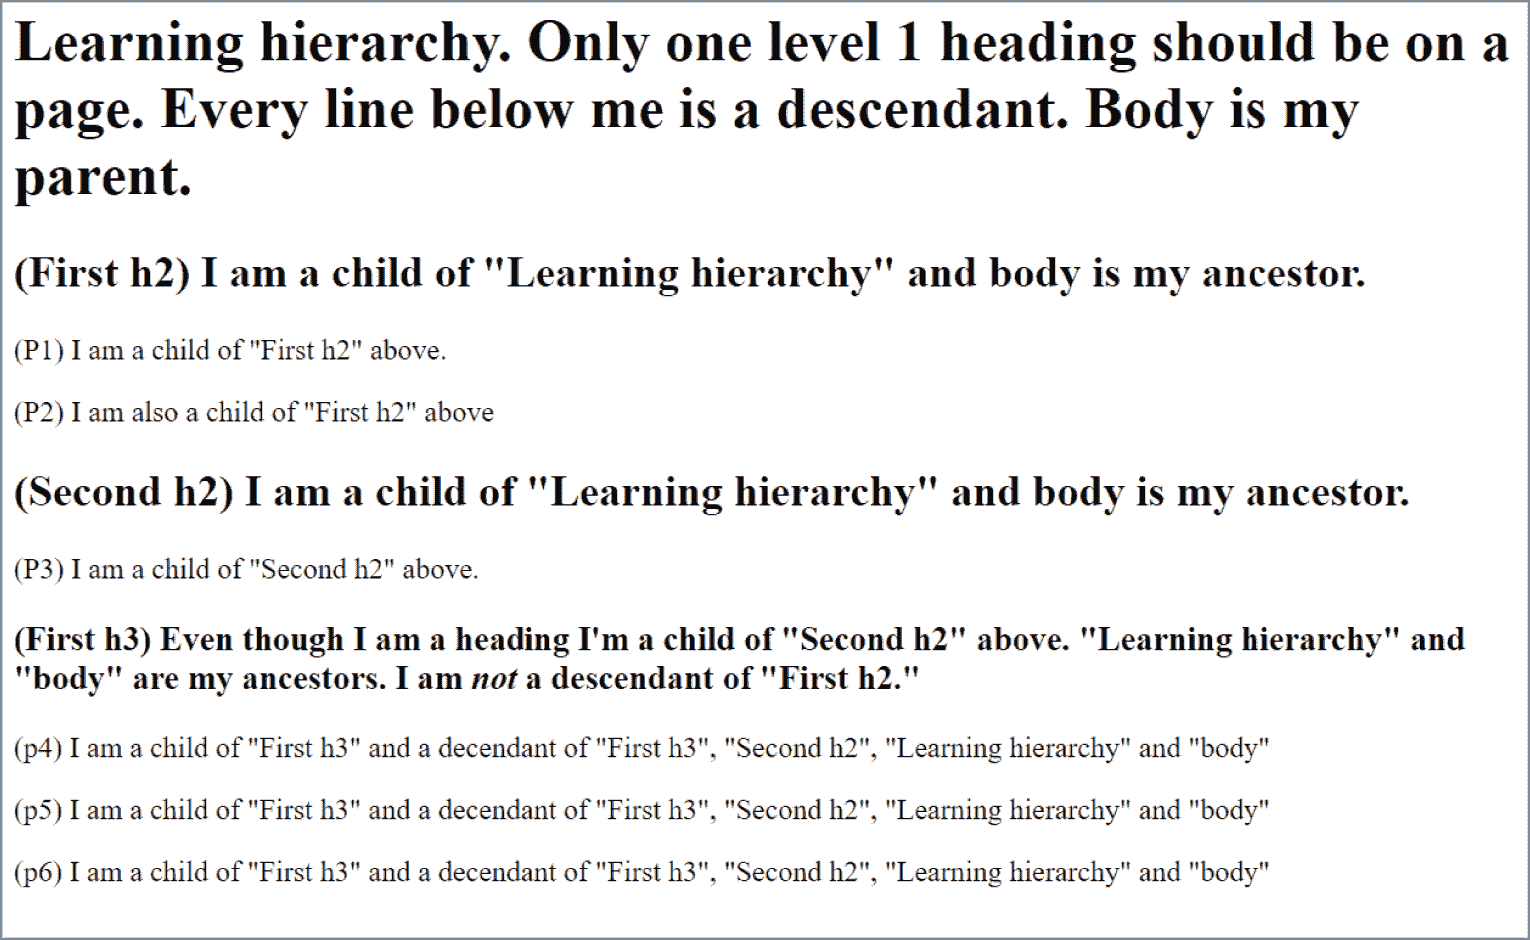 Learning hierarchy. Only one level 1 heading should be on a
page. Every line below me is a descendant. Body is my
parent.
(First h2) I am a child of "Learning hierarchy" and body is my ancestor.
(P1) I am a child of "First h2" above.
(P2) I am also a child of "First h2" above
(Second h2) I am a child of "Learning hierarchy" and body is my ancestor.
(P3) I am a child of "Second h2" above.
(First h3) Even though I am a heading I'm a child of "Second h2" above. "Learning hierarchy" and
"body" are my ancestors. I am not a descendant of "First h2."
(p4) I am a child of "First h3" and a decendant of "First h3", "Second h2", "Learning hierarchy" and "body"
(p5) I am a child of "First h3" and a decendant of "First h3", "Second h2", "Learning hierarchy" and "body"
(p6) I am a child of "First h3" and a decendant of "First h3", "Second h2", "Learning hierarchy" and "body"